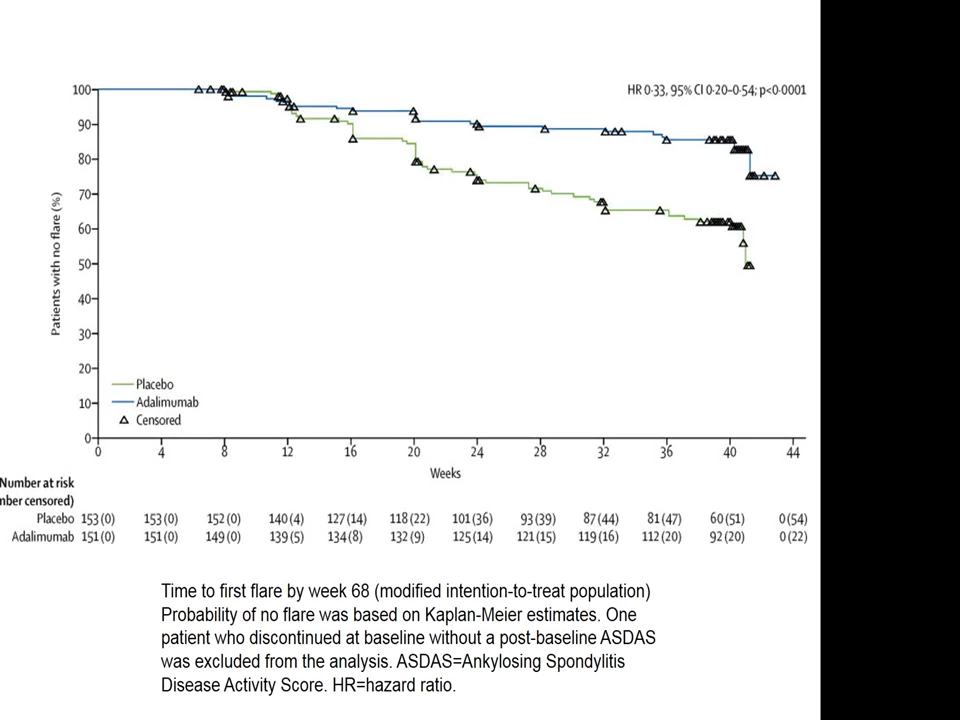 HR 0·33, 95% CI 0·20–0·54; p<0·0001
100
90
80
70
60
50
40
30
20
10
0
Patients with no flare (%)
Placebo
Adalimumab
Censored
0 4 8 12 16 20 24 28 32 36 40 44
Weeks
Number at risk
mber censored)
Placebo 153 (0) 153 (0) 152 (0) 140 (4) 127 (14) 118 (22) 101 (36) 93 (39) 87 (44) 81 (47) 60 (51) 0 (54)
Adalimumab 151 (0) 151 (0) 149 (0) 139 (5) 134 (8) 132 (9) 125 (14) 121 (15) 119 (16) 112 (20) 92 (20) 0 (22)
Time to first flare by week 68 (modified intention-to-treat population)
Probability of no flare was based on Kaplan-Meier estimates. One
patient who discontinued at baseline without a post-baseline ASDAS
was excluded from the analysis. ASDAS=Ankylosing Spondylitis
Disease Activity Score. HR=hazard ratio.